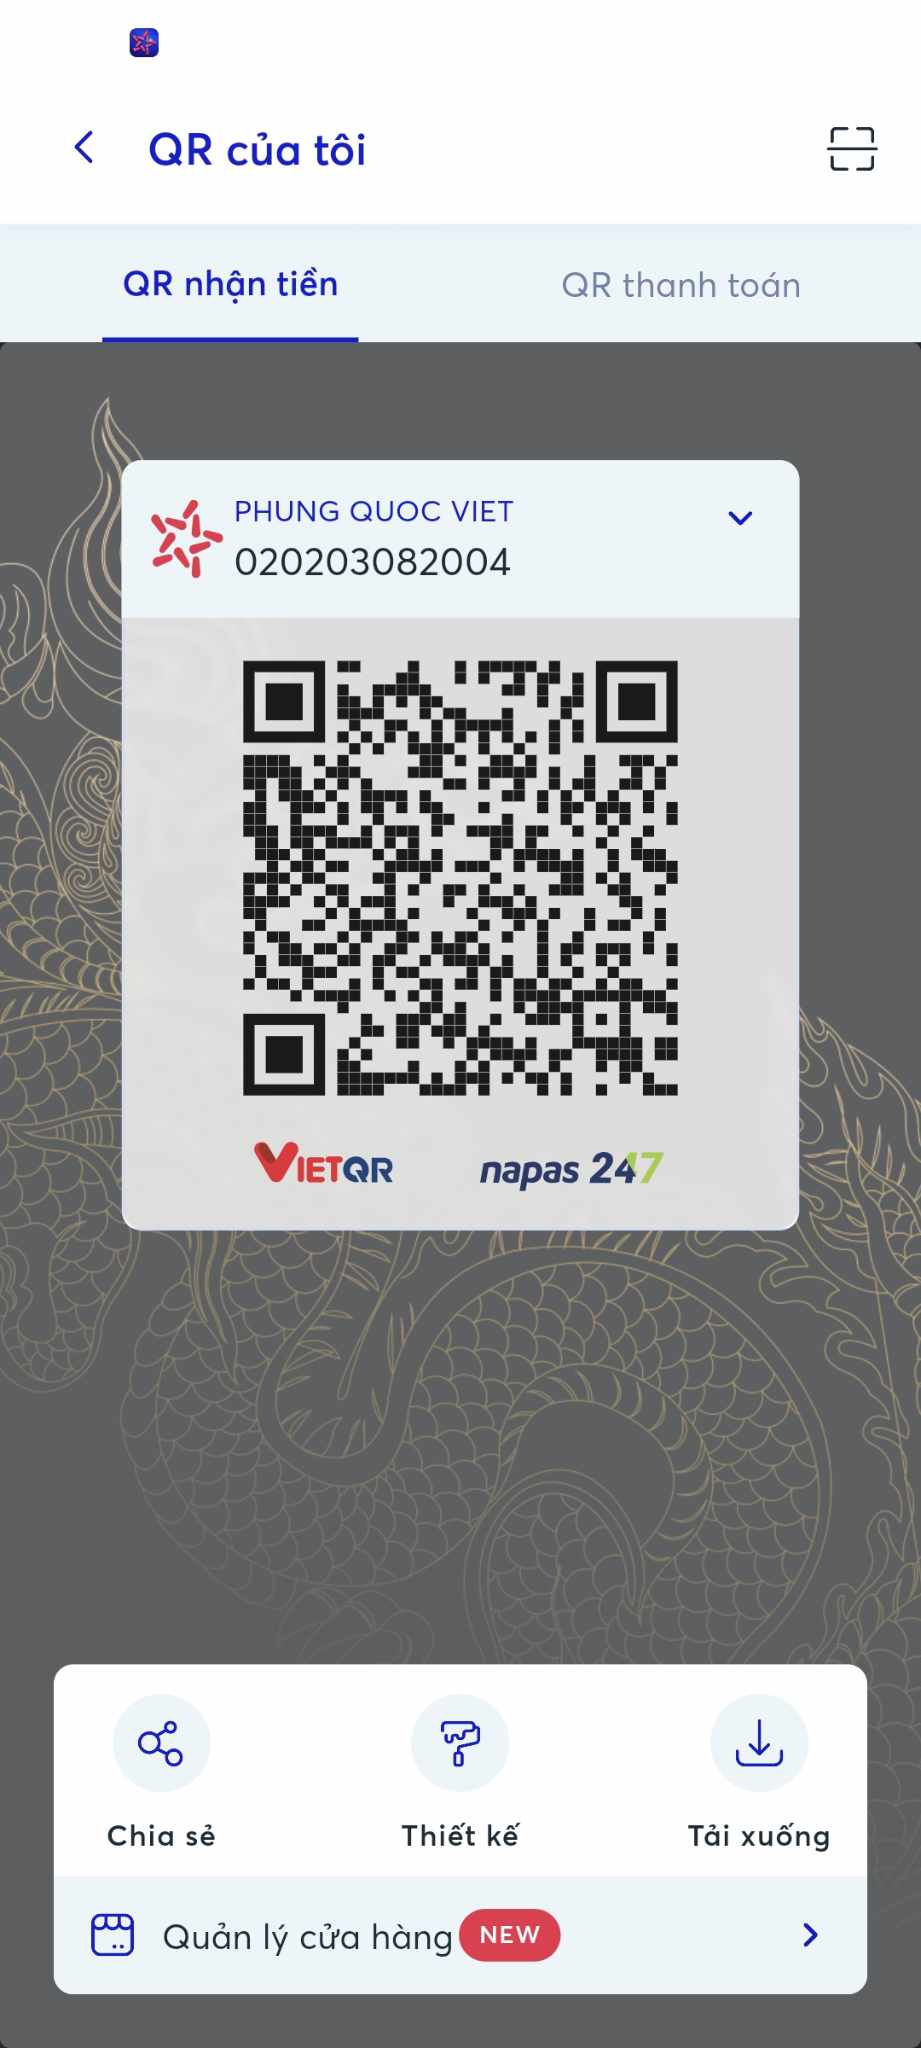 QR của tôi
QR nhận tiền
QR thanh toán
PHUNG QUOC VIET
020203082004
VIETQR
napas 247
Chia sẻ
Thiết kế
Tải xuống
Quản lý cửa hàng NEW